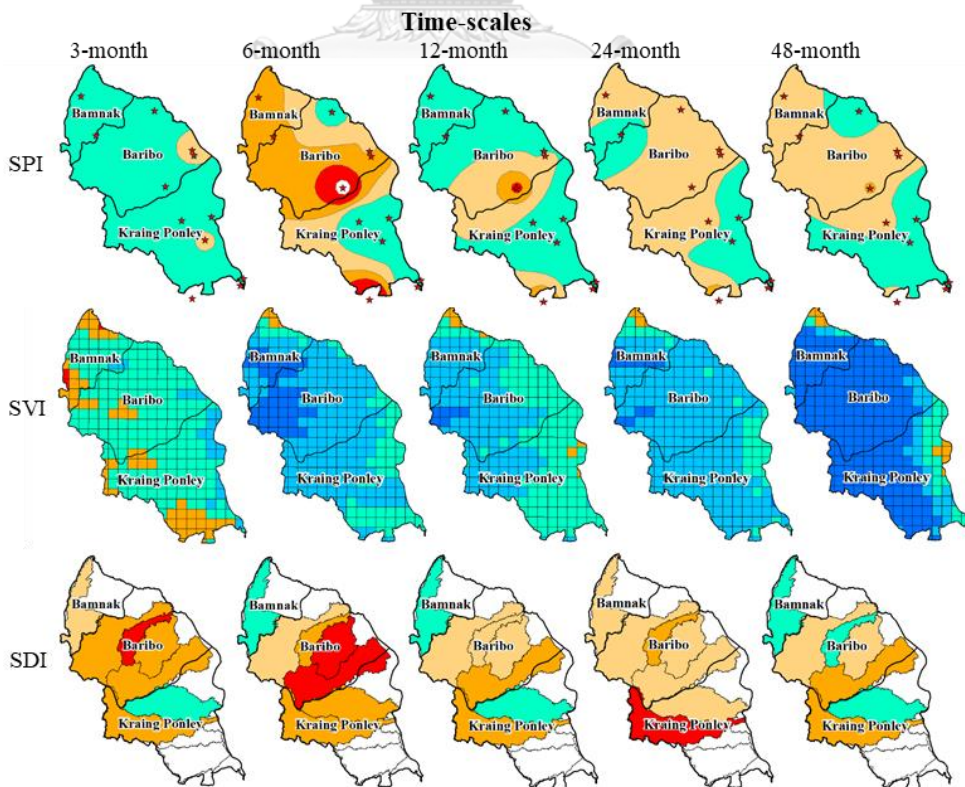 Time-scales
3-month 6-month 12-month 24-month 48-month
SPI
Bamnak Bamnak Bamnak Bamnak Bamnak
Baribo Baribo Baribo Baribo Baribo
Kraing Ponley Kraing Ponley Kraing Ponley Kraing Ponley Kraing Ponley
SVI
Bamnak Bamnak Bamnak Bamnak Bamnak
Baribo Baribo Baribo Baribo Baribo
Kraing Ponley Kraing Ponley Kraing Ponley Kraing Ponley Kraing Ponley
SDI
Bamnak Bamnak Bamnak Bamnak Bamnak
Baribo Baribo Baribo Baribo Baribo
Kraing Ponley Kraing Ponley Kraing Ponley Kraing Ponley Kraing Ponley